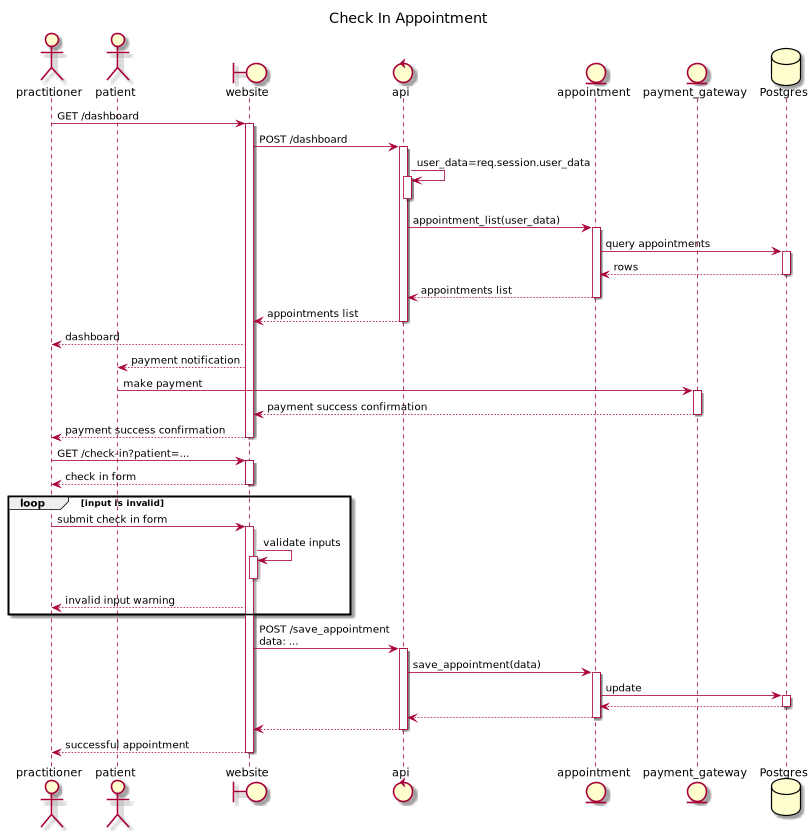 Check In Appointment
practitioner
patient
website
api
appointment
payment_gateway
Postgres
GET /dashboard
POST /dashboard
user_data=req.session.user_data
appointment_list(user_data)
query appointments
rows
appointments list
appointments list
dashboard
payment notification
make payment
payment success confirmation
payment success confirmation
GET /check-in?patient=...
check in form
loop
[input is invalid]
submit check in form
validate inputs
invalid input warning
POST /save_appointment
data: ...
save_appointment(data)
update
successful appointment
practitioner
patient
website
api
appointment
payment_gateway
Postgres